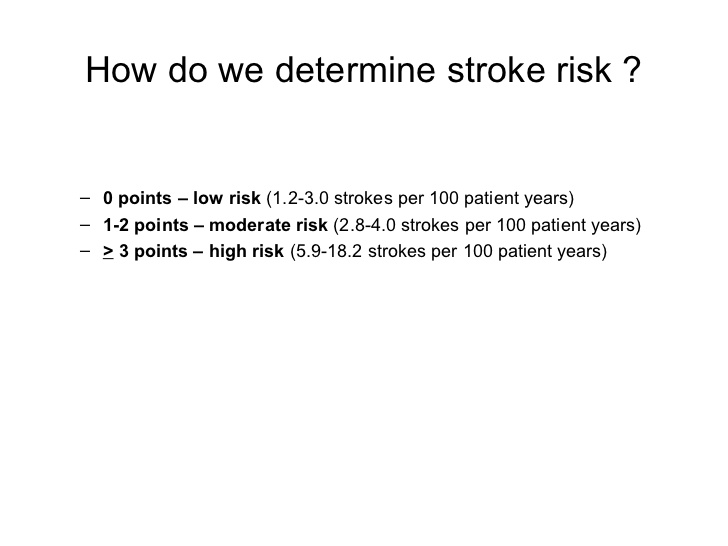 How do we determine stroke risk ?
– 0 points – low risk (1.2-3.0 strokes per 100 patient years)
– 1-2 points – moderate risk (2.8-4.0 strokes per 100 patient years)
– > 3 points – high risk (5.9-18.2 strokes per 100 patient years)